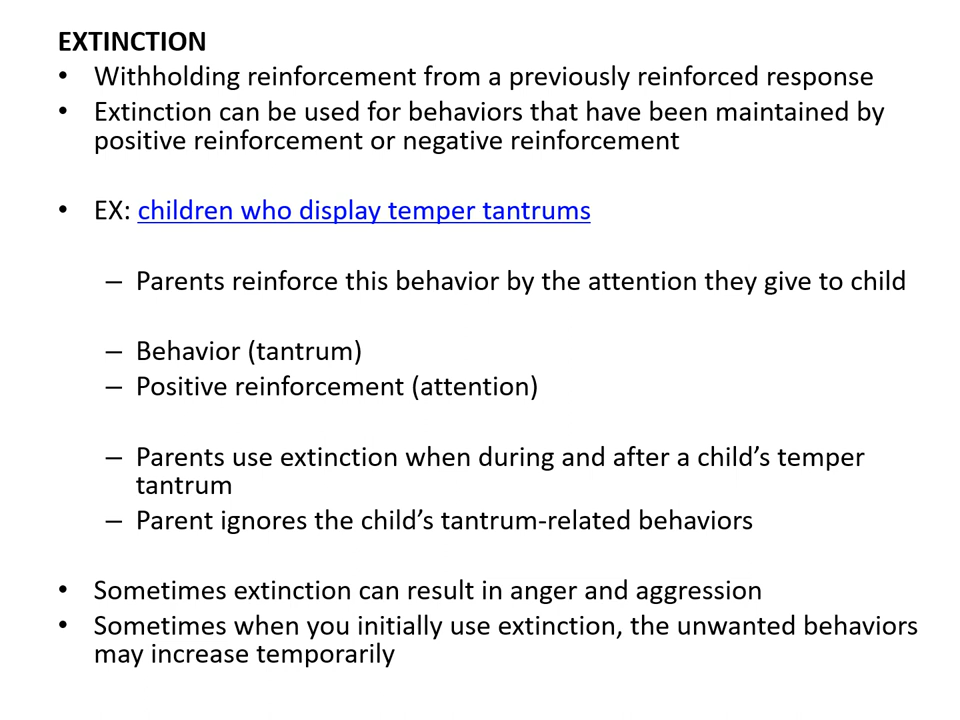 EXTINCTION
• Withholding reinforcement from a previously reinforced response
• Extinction can be used for behaviors that have been maintained by
positive reinforcement or negative reinforcement
• EX: children who display temper tantrums
– Parents reinforce this behavior by the attention they give to child
– Behavior (tantrum)
– Positive reinforcement (attention)
– Parents use extinction when during and after a child’s temper
tantrum
– Parent ignores the child’s tantrum-related behaviors
• Sometimes extinction can result in anger and aggression
• Sometimes when you initially use extinction, the unwanted behaviors
may increase temporarily